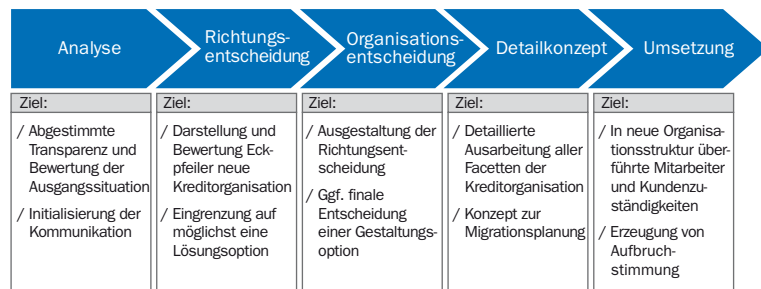 Analyse
Richtungs-
entscheidung
Organisations-
entscheidung
Detailkonzept
Umsetzung
Ziel:
/ Abgestimmte
Transparenz und
Bewertung der
Ausgangssituation
/ Initialisierung der
Kommunikation
Ziel:
/ Darstellung und
Bewertung Eck-
pfeiler neue
Kreditorganisation
/ Eingrenzung auf
möglichst eine
Lösungsoption
Ziel:
/ Ausgestaltung der
Richtungsent-
scheidung
/ Ggf. finale
Entscheidung
einer Gestaltungs-
option
Ziel:
/ Detaillierte
Ausarbeitung aller
Facetten der
Kreditorganisation
/ Konzept zur
Migrationsplanung
Ziel:
/ In neue Organisa-
tionsstruktur über-
führte Mitarbeiter
und Kundenzu-
ständigkeiten
/ Erzeugung von
Aufbruch-
stimmung